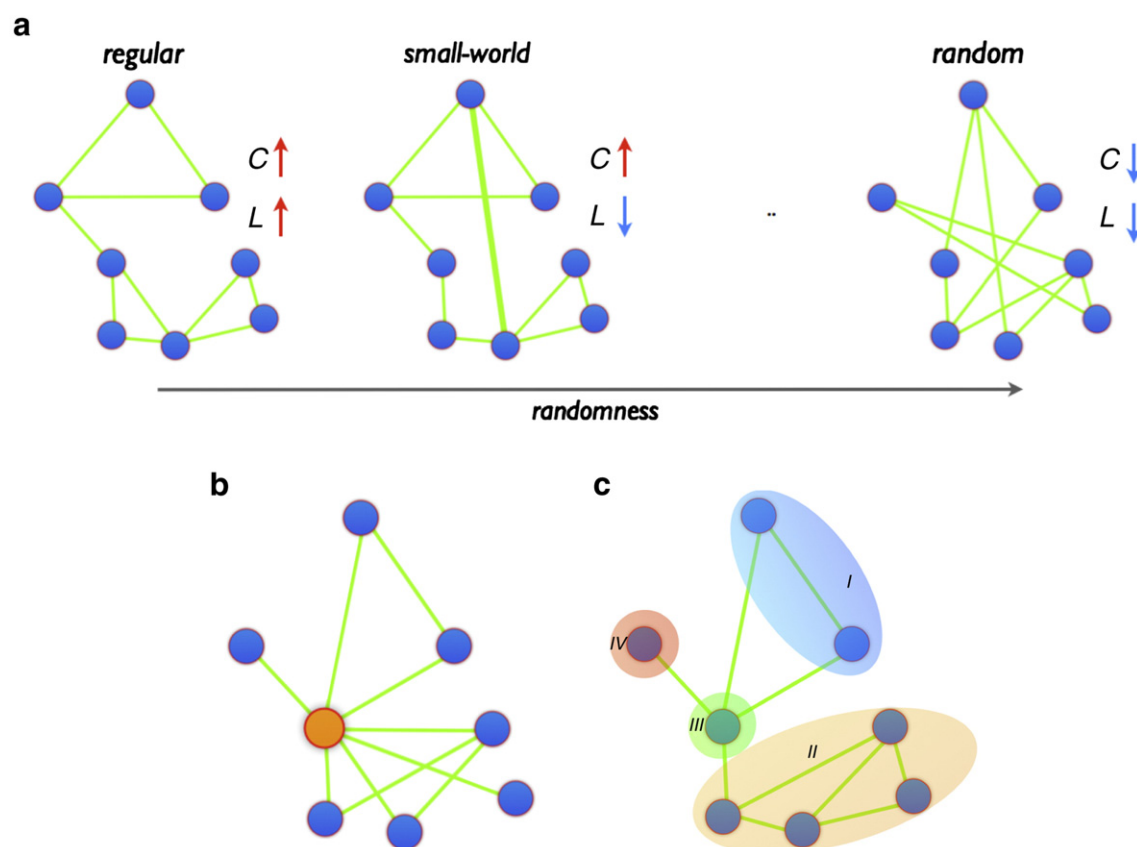 a
regular
small-world
random
C
L
C
L
..
C
L
randomness
b
c
I
IV
III
II